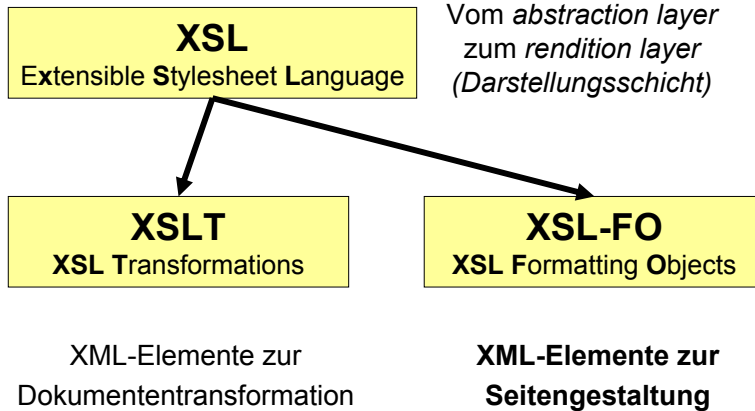 XSL
Extensible Stylesheet Language
Vom abstraction layer
zum rendition layer
(Darstellungsschicht)
XSLT
XSL Transformations
XSL-FO
XSL Formatting Objects
XML-Elemente zur
Dokumententransformation
XML-Elemente zur
Seitengestaltung